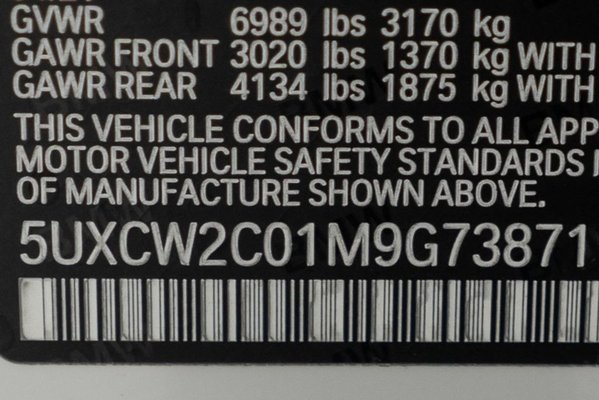 GVWR 6989 lbs 3170 kg
GAWR FRONT 3020 lbs 1370 kg WITH
GAWR REAR 4134 lbs 1875 kg WITH
THIS VEHICLE CONFORMS TO ALL APP
MOTOR VEHICLE SAFETY STANDARDS
OF MANUFACTURE SHOWN ABOVE.
5UXCW2C01M9G73871